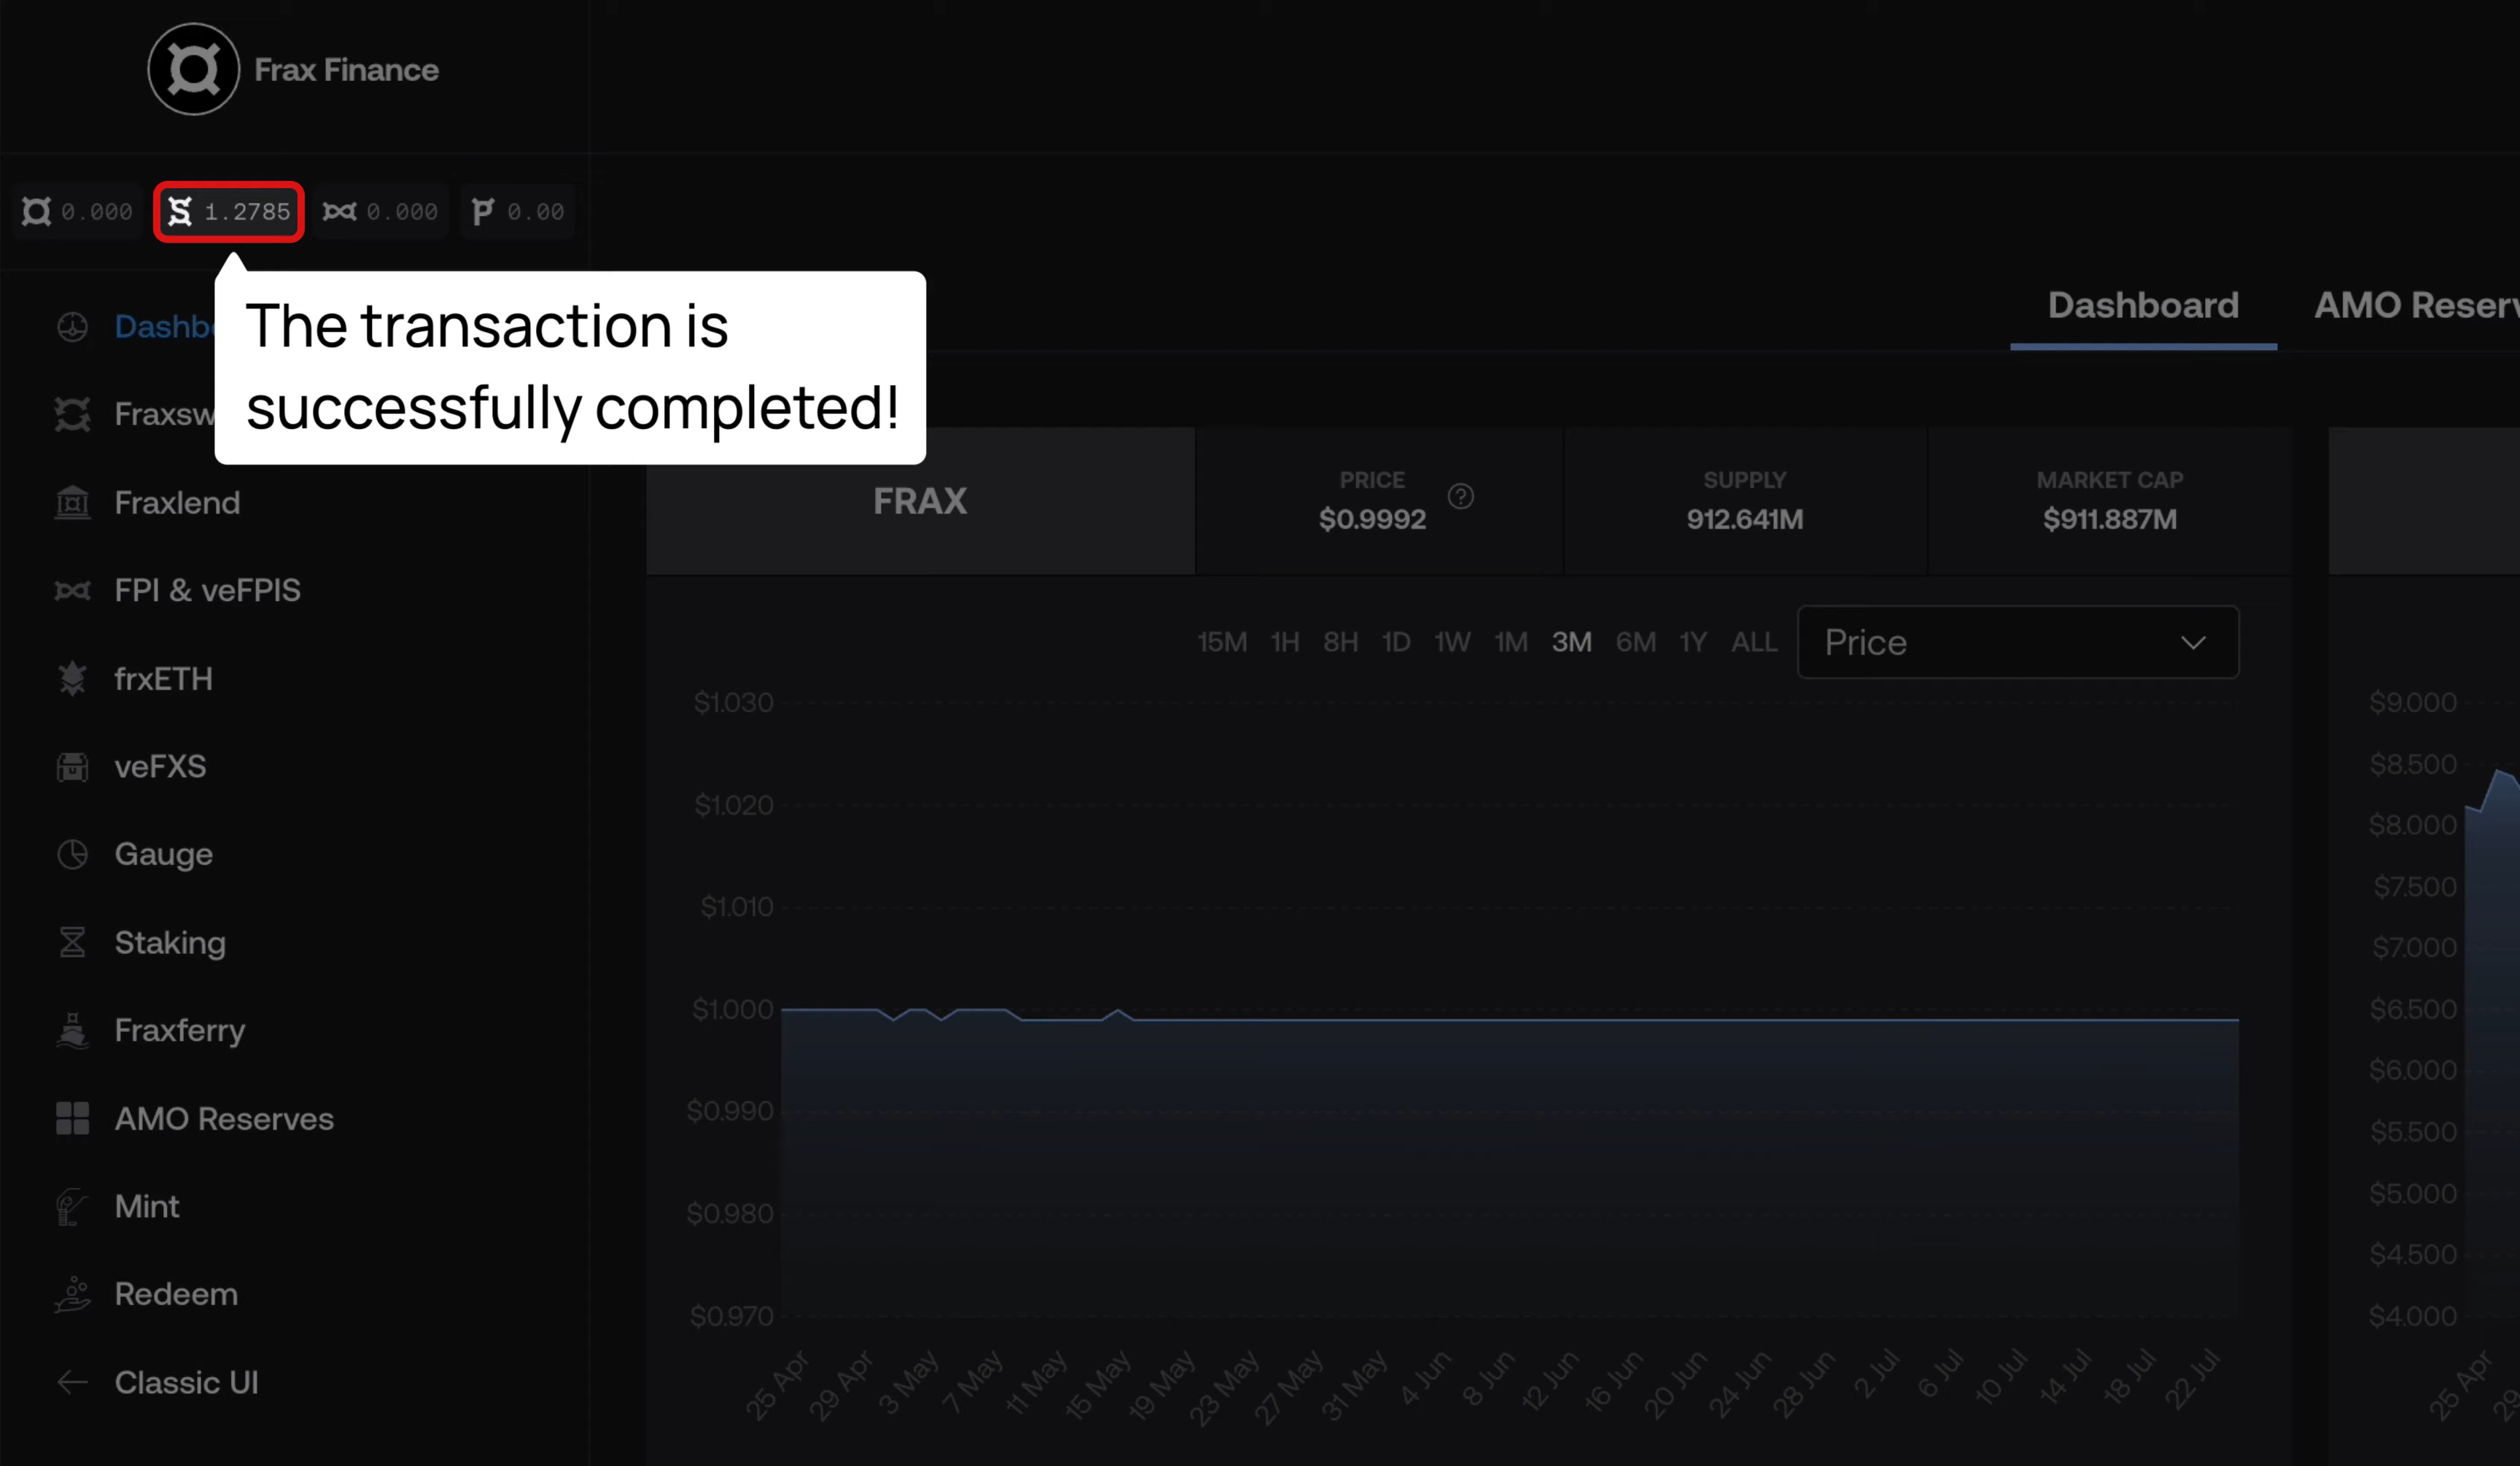 Frax Finance
0.000 1.2785 0.000 0.00
The transaction is
successfully completed!
Dashbo
Fraxsw
Fraxlend
FPI & veFPIS
frxETH
veFXS
Gauge
Staking
Fraxferry
AMO Reserves
Mint
Redeem
Classic UI
Dashboard AMO Reserv
FRAX
PRICE
$0.9992
SUPPLY
912.641M
MARKET CAP
$911.887M
15M 1H 8H 1D 1W 1M 3M 6M 1Y ALL Price
$1.030
$1.020
$1.010
$1.000
$0.990
$0.980
$0.970
25 Apr 29 Apr 3 May 7 May 11 May 15 May 19 May 23 May 27 May 31 May 4 Jun 8 Jun 12 Jun 16 Jun 20 Jun 24 Jun 28 Jun 2 Jul 6 Jul 10 Jul 14 Jul 18 Jul 22 Jul
$9.000
$8.500
$8.000
$7.500
$7.000
$6.500
$6.000
$5.500
$5.000
$4.500
$4.000
25 Apr 29